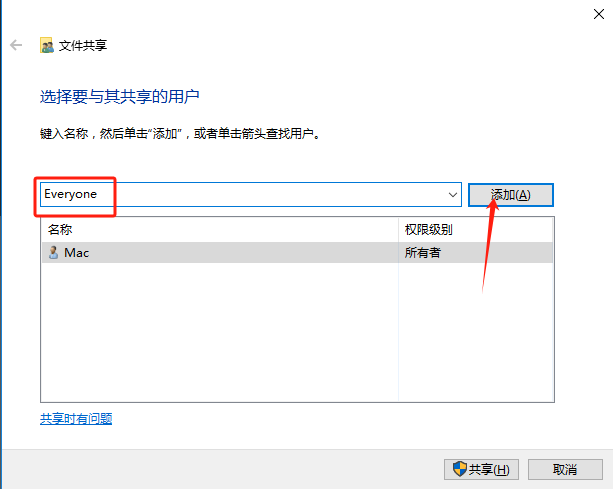 文件共享
选择要与其共享的用户
键入名称，然后单击“添加”，或者单击箭头查找用户。
Everyone 添加(A)
名称 权限级别
Mac 所有者
共享时有问题
共享(H) 取消